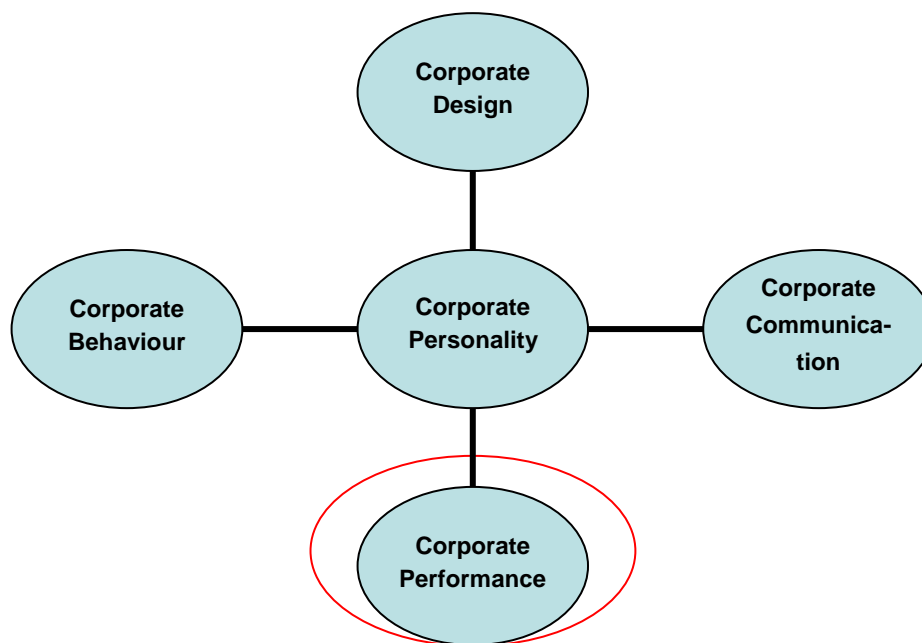 Corporate
Design
Corporate
Behaviour
Corporate
Personality
Corporate
Communica-
tion
Corporate
Performance